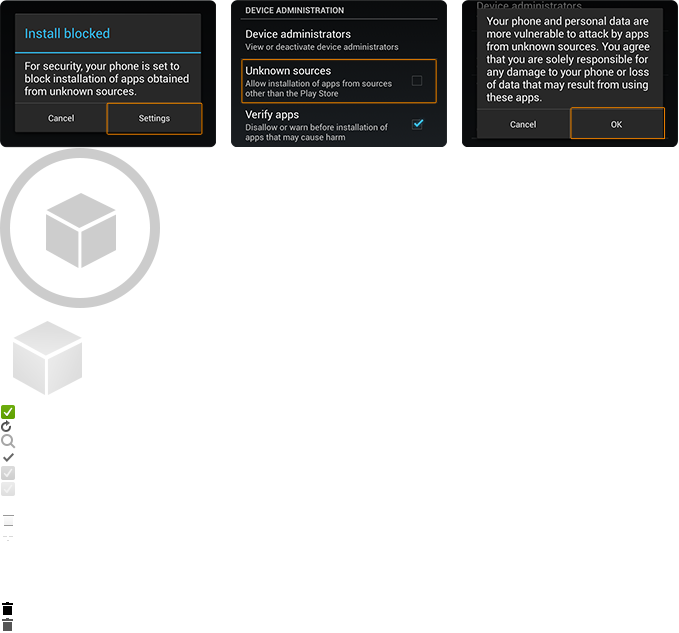 Install blocked
For security, your phone is set to
block installation of apps obtained
from unknown sources.
Cancel
Settings
DEVICE ADMINISTRATION
Device administrators
View or deactivate device administrators
Unknown sources
Allow installation of apps from sources
other than the Play Store
Verify apps
Disallow or warn before installation of
apps that may cause harm
Device administrators
Your phone and personal data are
more vulnerable to attack by apps
from unknown sources. You agree
that you are solely responsible for
any damage to your phone or loss
of data that may result from using
these apps.
Cancel
OK